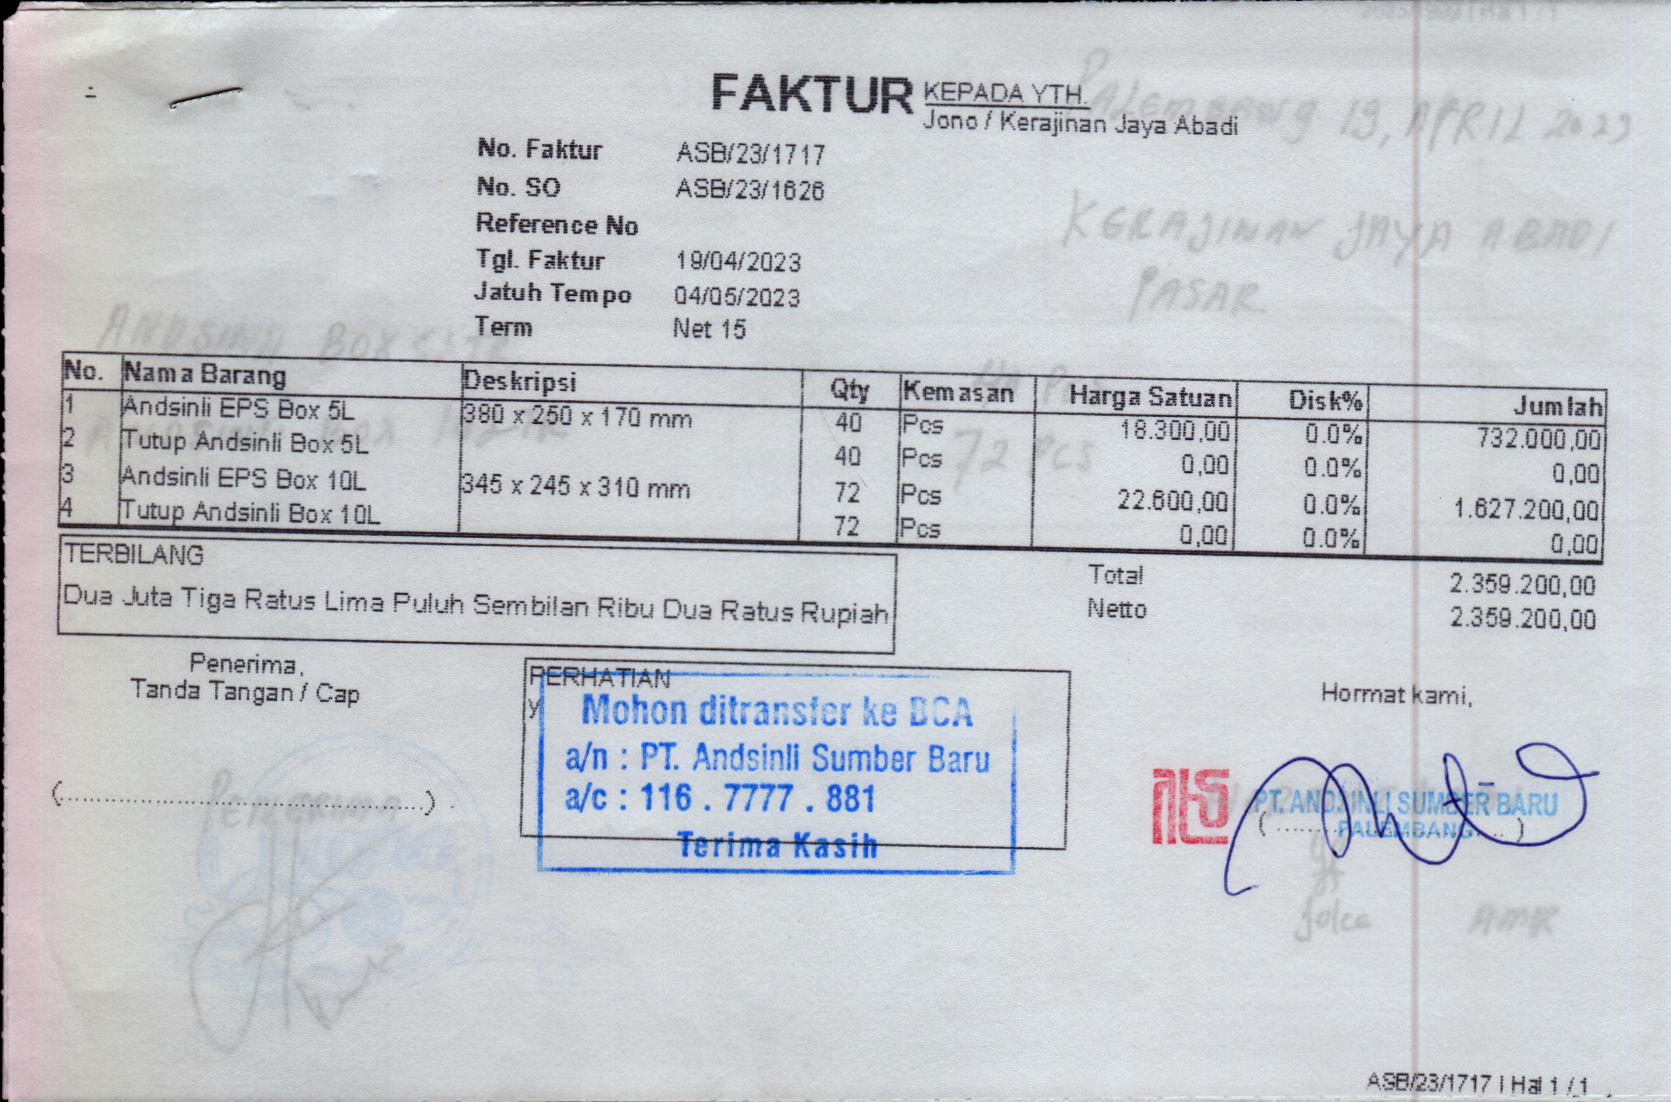 FAKTUR
KEPADA YTH.
Jono / Kerajinan Jaya Abadi
PALEMBANG 19, APRIL 2023
No. Faktur ASB/23/1717
No. SO ASB/23/1626
KERAJINAN JAYA ABADI
Reference No
Tgl. Faktur 19/04/2023
PASAR
Jatuh Tempo 04/05/2023
Term Net 15
No. Nama Barang Deskripsi Qty Kemasan Harga Satuan Disk% Jumlah
1 Andsinli EPS Box 5L 380 x 250 x 170 mm 40 Pcs 18.300,00 0.0% 732.000,00
2 Tutup Andsinli Box 5L 40 Pcs 0,00 0.0% 0,00
3 Andsinli EPS Box 10L 345 x 245 x 310 mm 72 Pcs 22.600,00 0.0% 1.627.200,00
4 Tutup Andsinli Box 10L 72 Pcs 0,00 0.0% 0,00
72 Pcs
TERBILANG
Dua Juta Tiga Ratus Lima Puluh Sembilan Ribu Dua Ratus Rupiah
Total 2.359.200,00
Netto 2.359.200,00
Penerima,
Tanda Tangan / Cap
(........................................)
PENERIMA
PERHATIAN
y
Mohon ditransfer ke BCA
a/n : PT. Andsinli Sumber Baru
a/c : 116 . 7777 . 881
Terima Kasih
Hormat kami,
PT. ANDSINLI SUMBER BARU
PALEMBANG
ASB/23/1717 | Hal 1 / 1